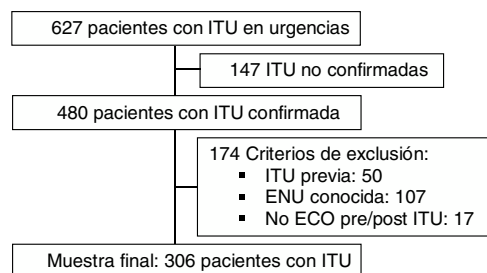 627 pacientes con ITU en urgencias
147 ITU no confirmadas
480 pacientes con ITU confirmada
174 Criterios de exclusión:
▪ ITU previa: 50
▪ ENU conocida: 107
▪ No ECO pre/post ITU: 17
Muestra final: 306 pacientes con ITU